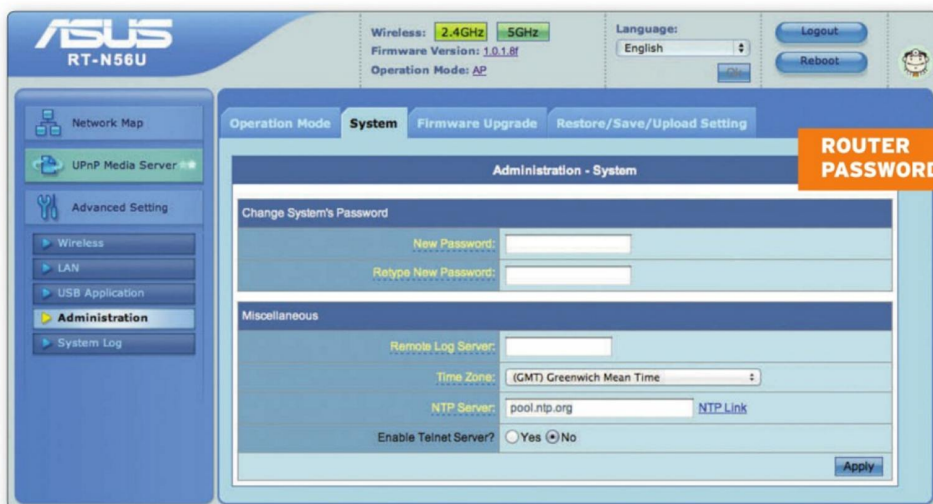 ASUS
RT-N56U
Wireless: 2.4GHz 5GHz
Firmware Version: 1.0.1.8f
Operation Mode: AP
Language:
English
Ok
Logout
Reboot
Network Map
UPnP Media Server
Advanced Setting
Wireless
LAN
USB Application
Administration
System Log
Operation Mode System Firmware Upgrade Restore/Save/Upload Setting
ROUTER
PASSWORD
Administration - System
Change System's Password
New Password:
Retype New Password:
Miscellaneous
Remote Log Server:
Time Zone: (GMT) Greenwich Mean Time
NTP Server: pool.ntp.org NTP Link
Enable Telnet Server? Yes No
Apply